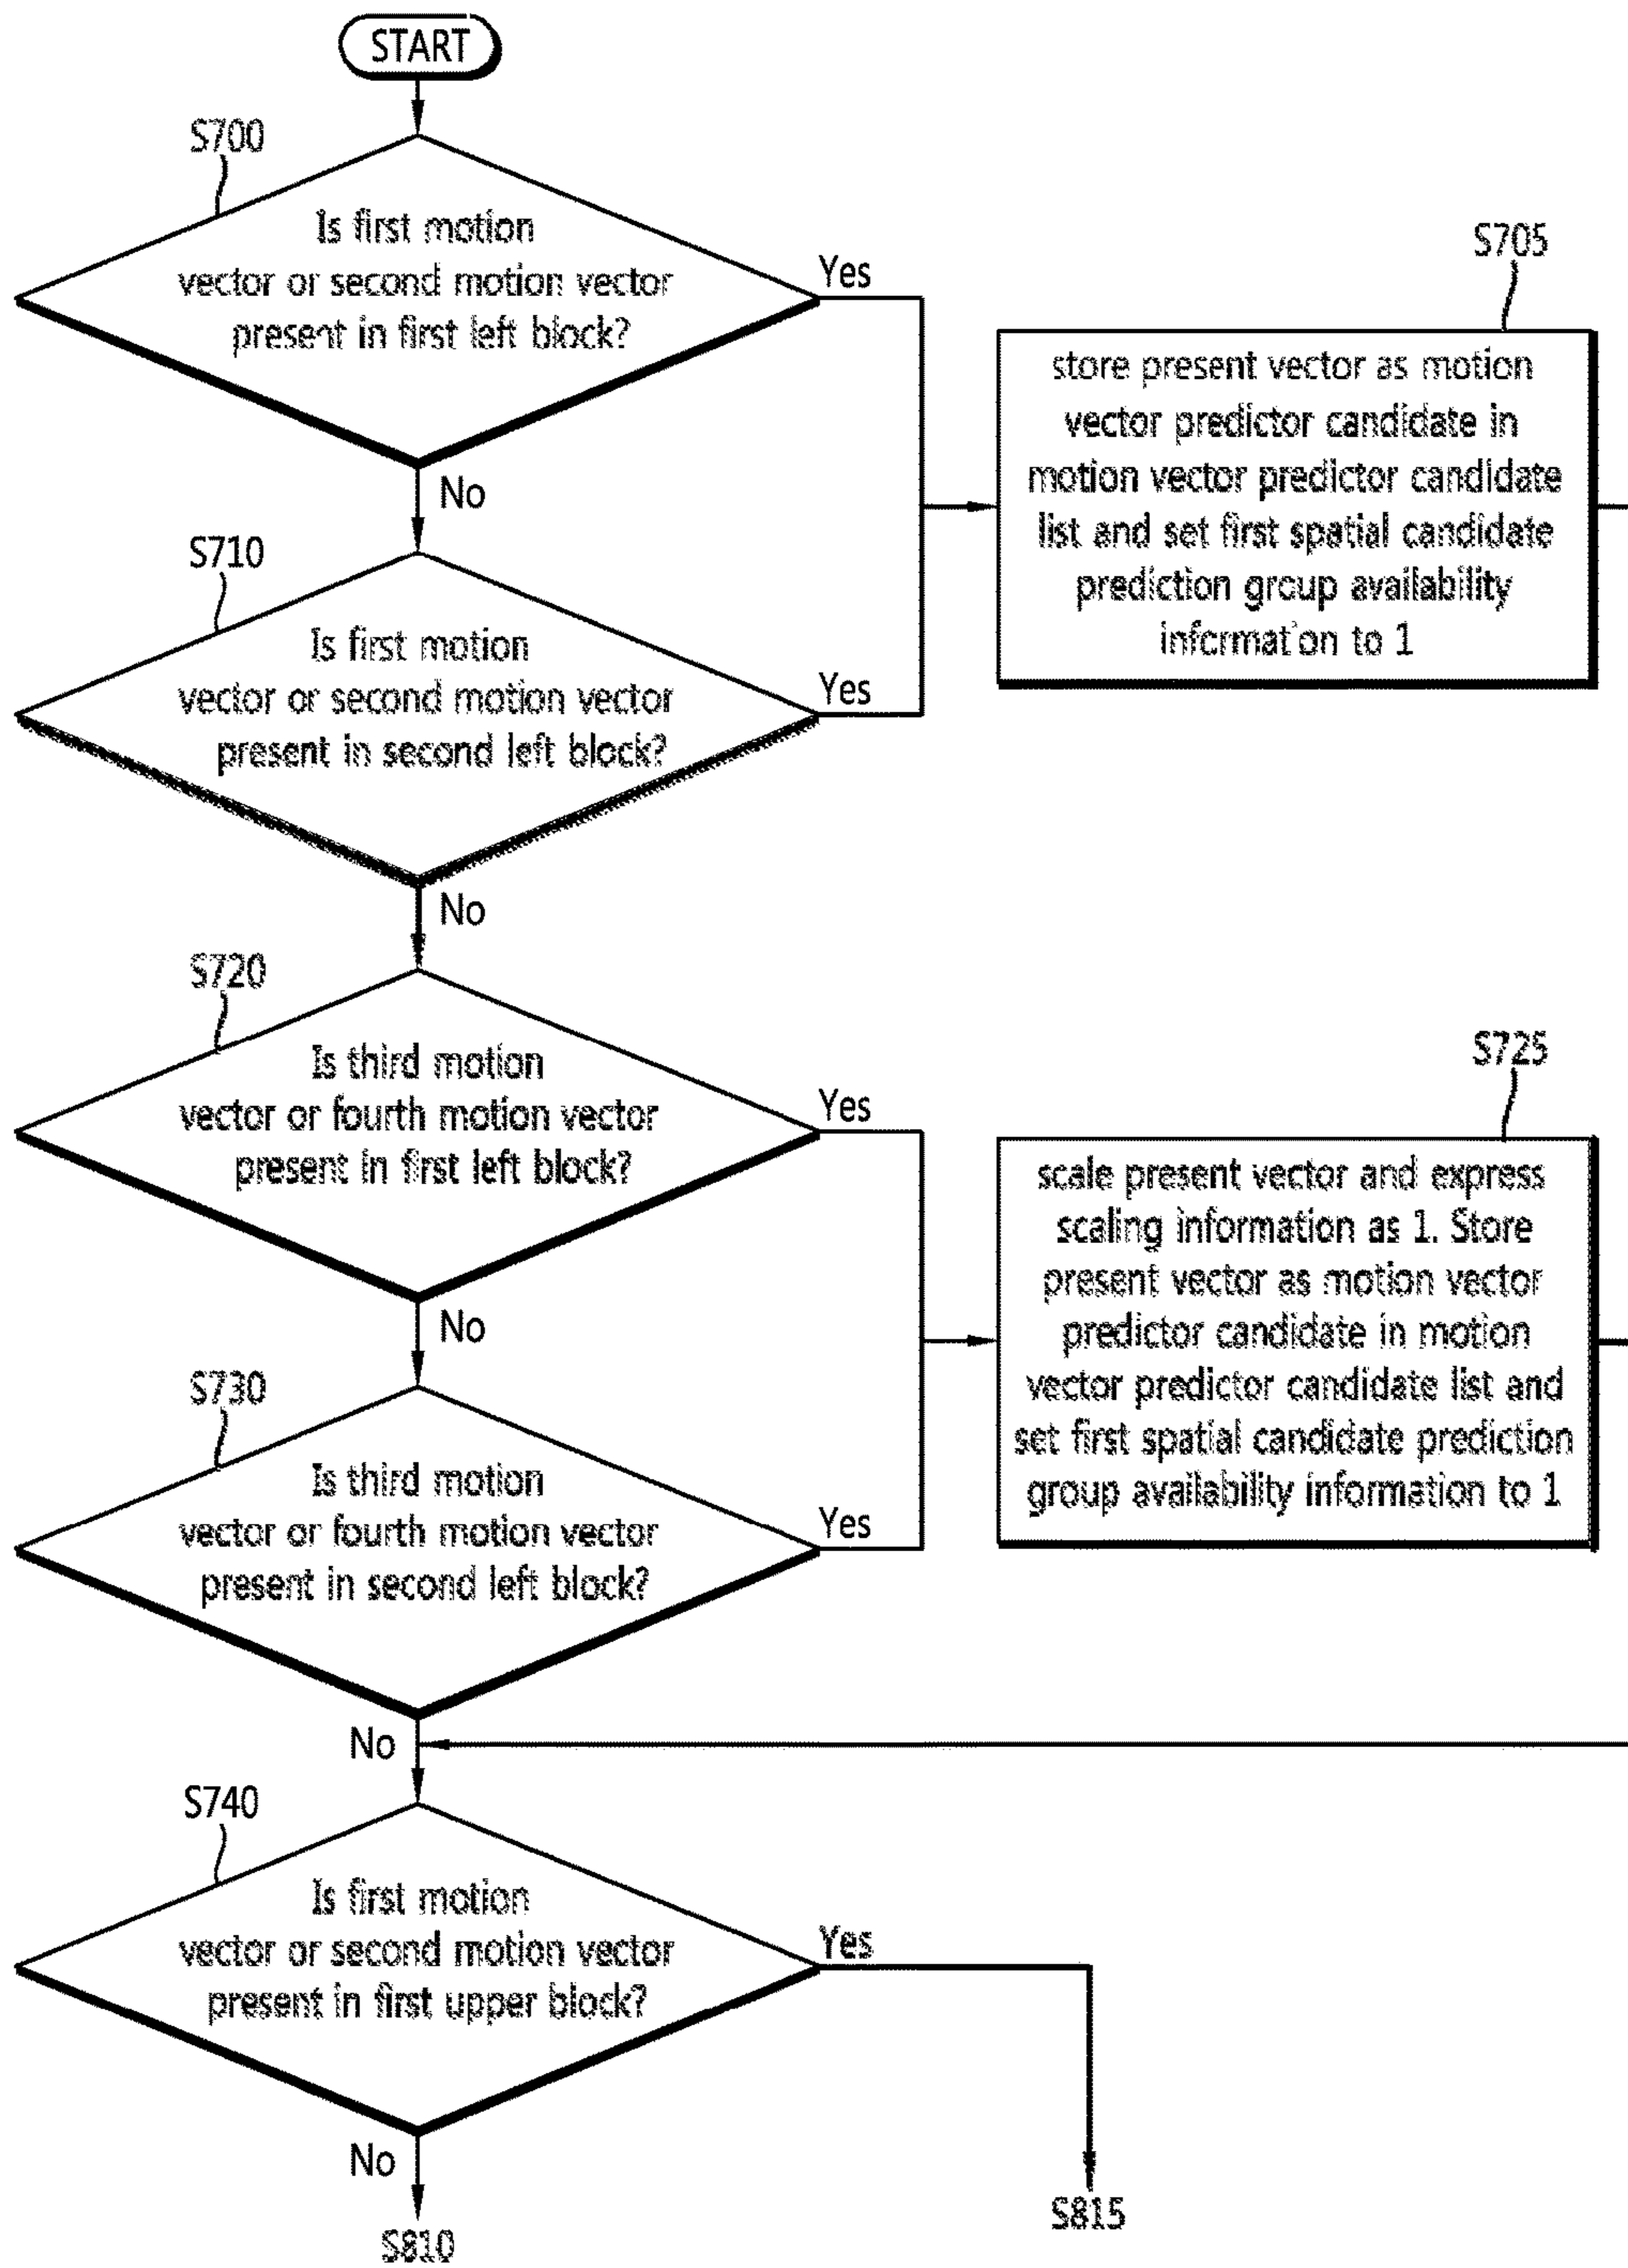 START
S700
Is first motion
vector or second motion vector
present in first left block?
Yes
No
S705
store present vector as motion
vector predictor candidate in
motion vector predictor candidate
list and set first spatial candidate
prediction group availability
information to 1
S710
Is first motion
vector or second motion vector
present in second left block?
Yes
No
S720
Is third motion
vector or fourth motion vector
present in first left block?
Yes
No
S725
scale present vector and express
scaling information as 1. Store
present vector as motion vector
predictor candidate in motion
vector predictor candidate list and
set first spatial candidate prediction
group availability information to 1
S730
Is third motion
vector or fourth motion vector
present in second left block?
Yes
No
S740
Is first motion
vector or second motion vector
present in first upper block?
Yes
No
S815
S810